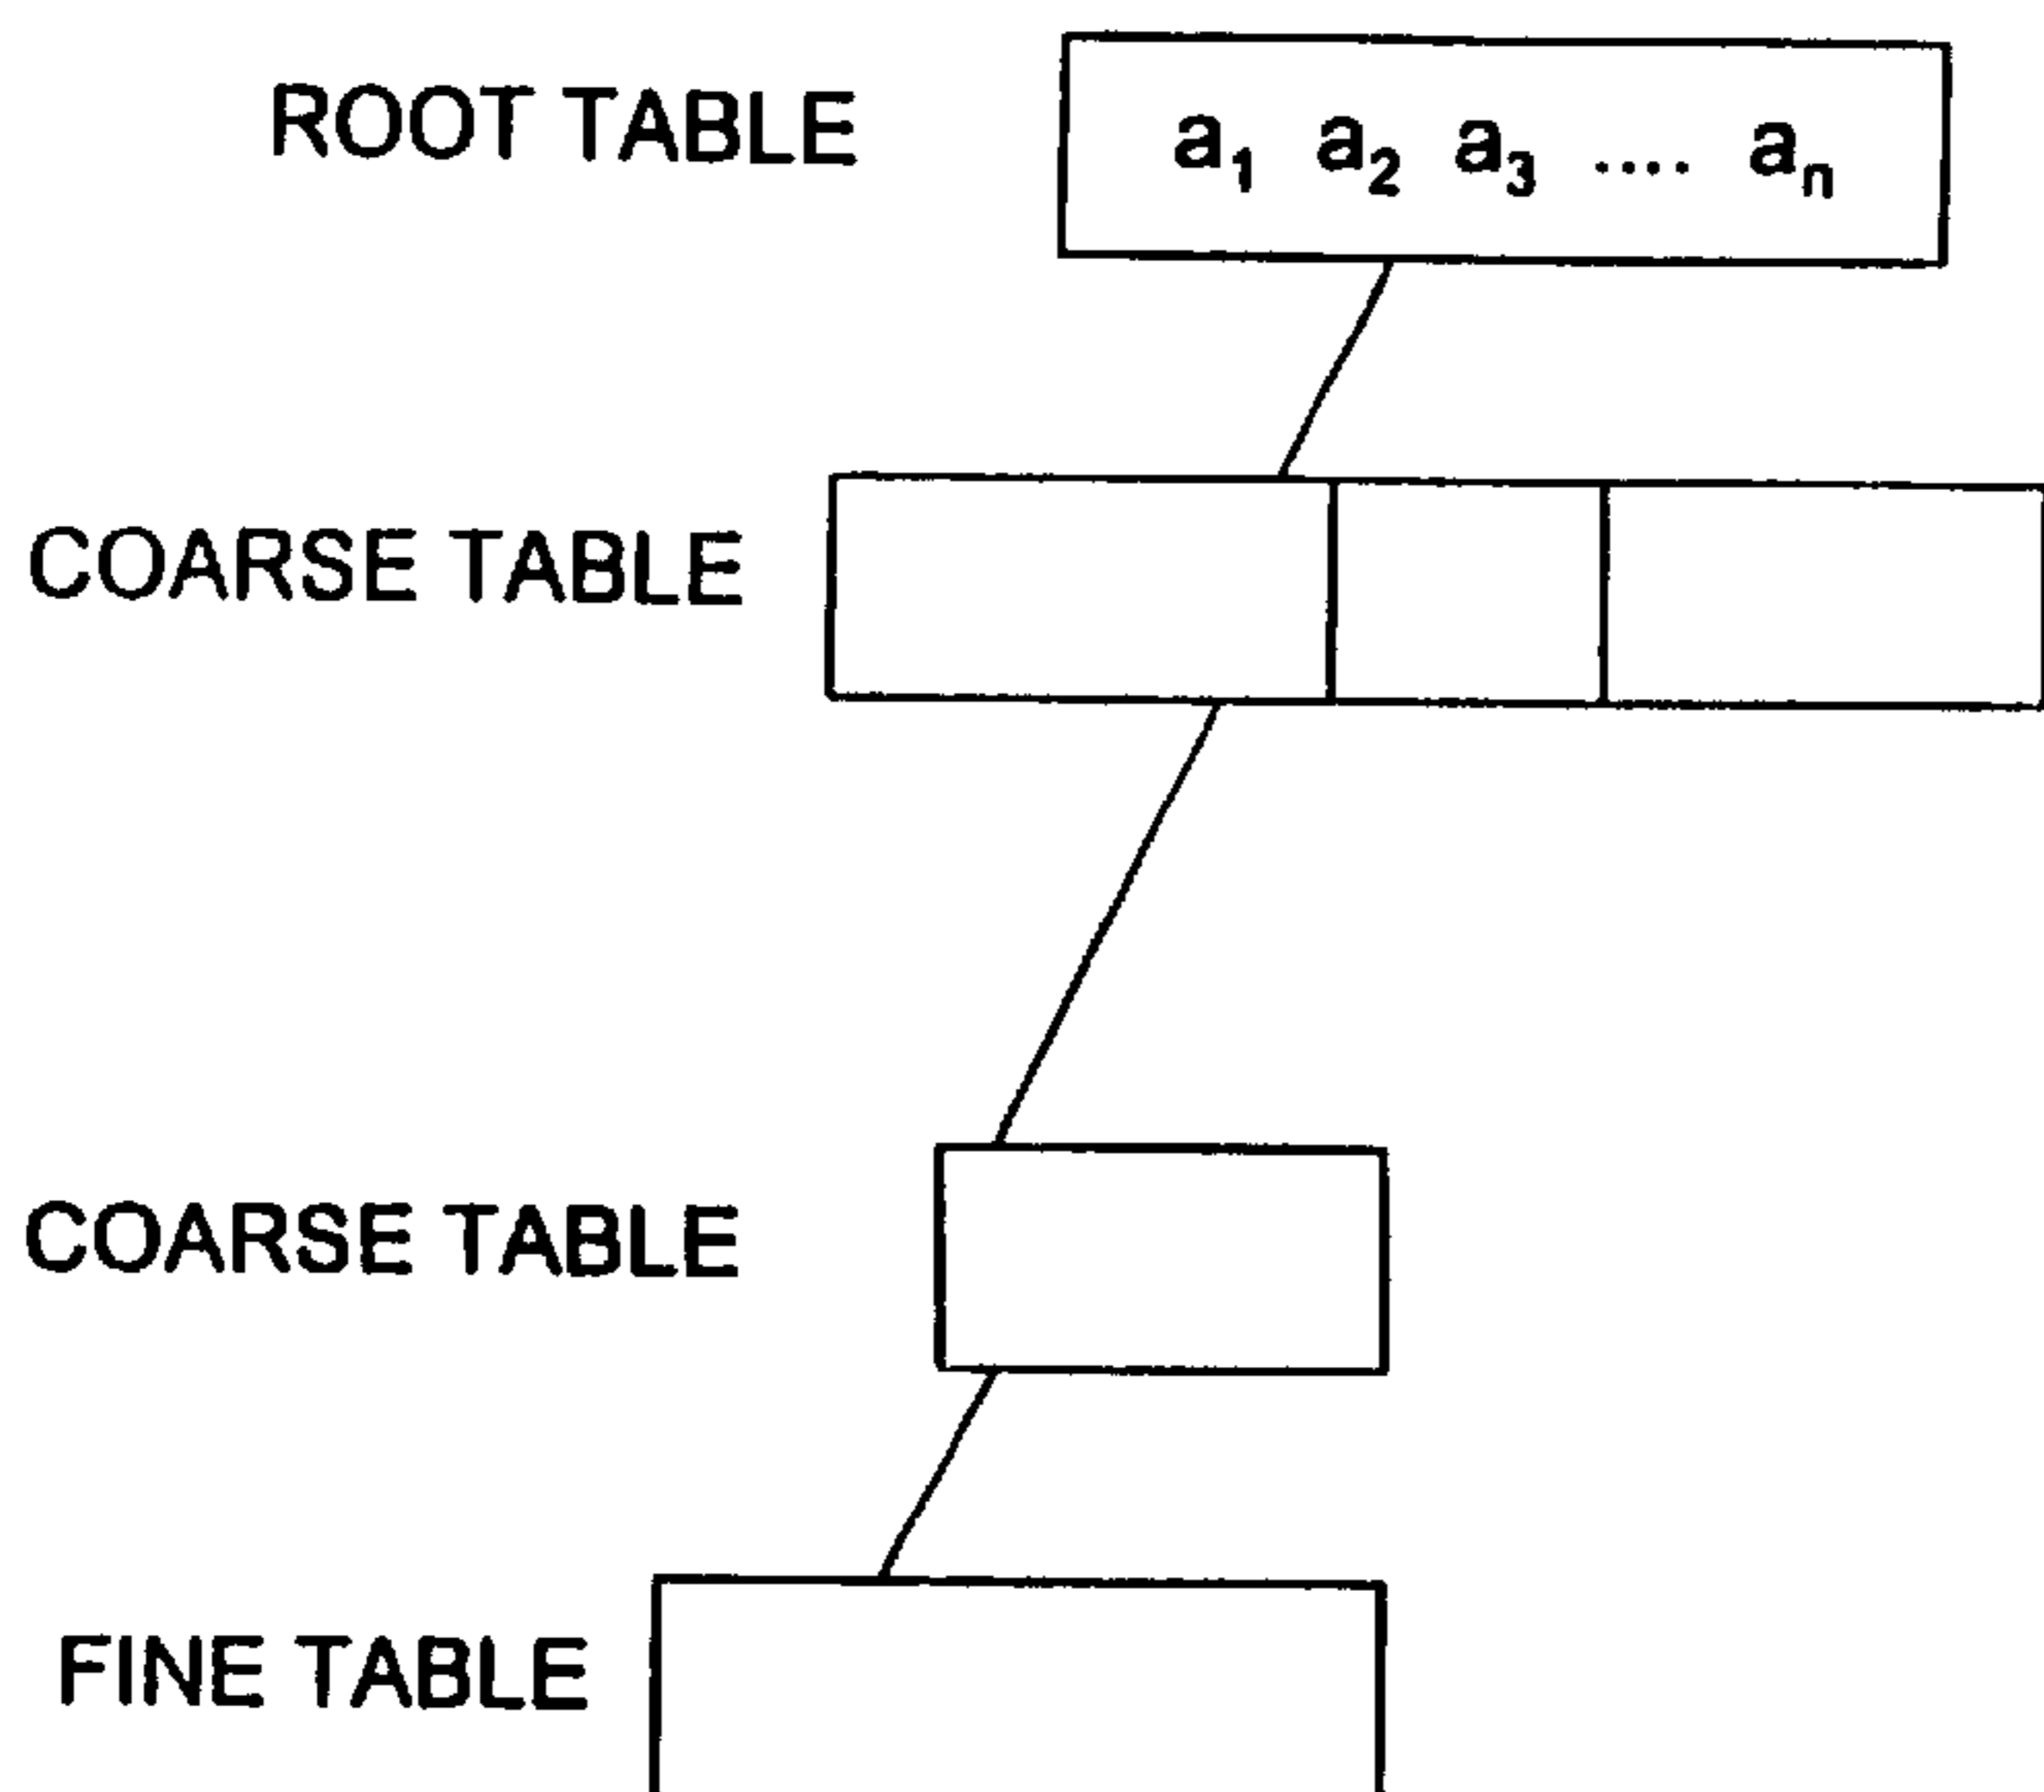 ROOT TABLE a₁ a₂ a₃ .... aₙ
COARSE TABLE
COARSE TABLE
FINE TABLE